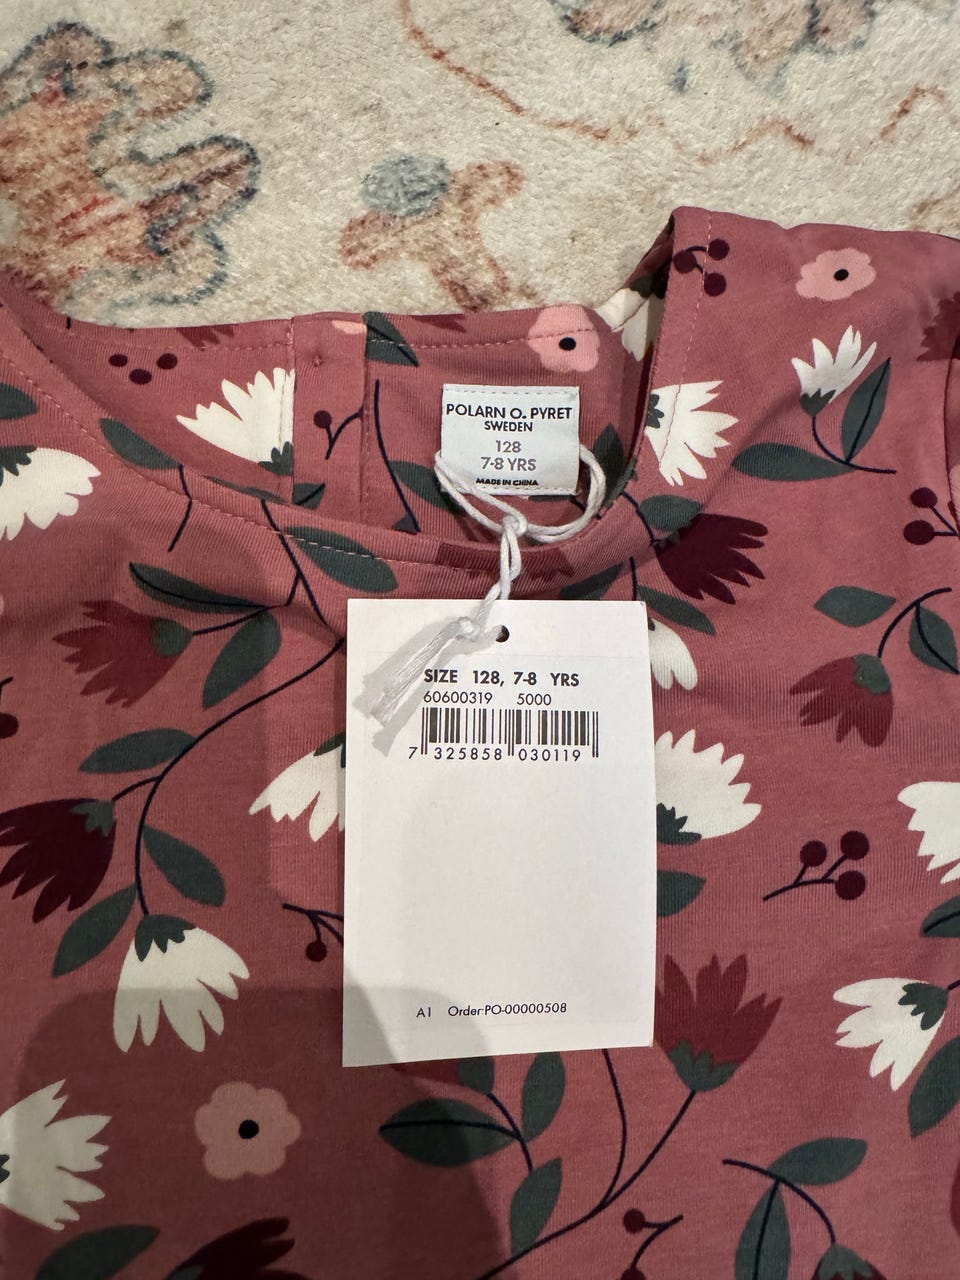 POLARN O. PYRET
SWEDEN
128
7-8 YRS
MADE IN CHINA
SIZE 128, 7-8 YRS
60600319 5000
7 325858 030119
A1 Order:PO-00000508